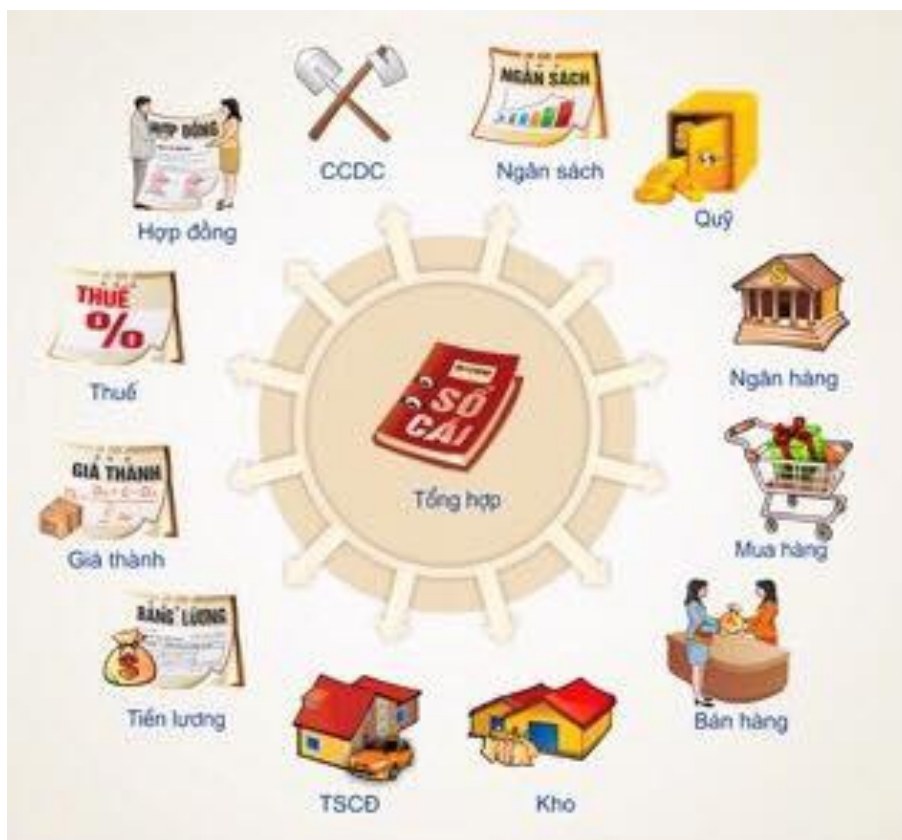 NGÂN SÁCH
HỢP ĐỒNG
CCDC
Ngân sách
Quỹ
Hợp đồng
THUẾ
%
Ngân hàng
Thuế
SỔ
CÁI
GIÁ THÀNH
Tổng hợp
Mua hàng
Giá thành
BẢNG LƯƠNG
$
Tiền lương
Bán hàng
TSCĐ
Kho